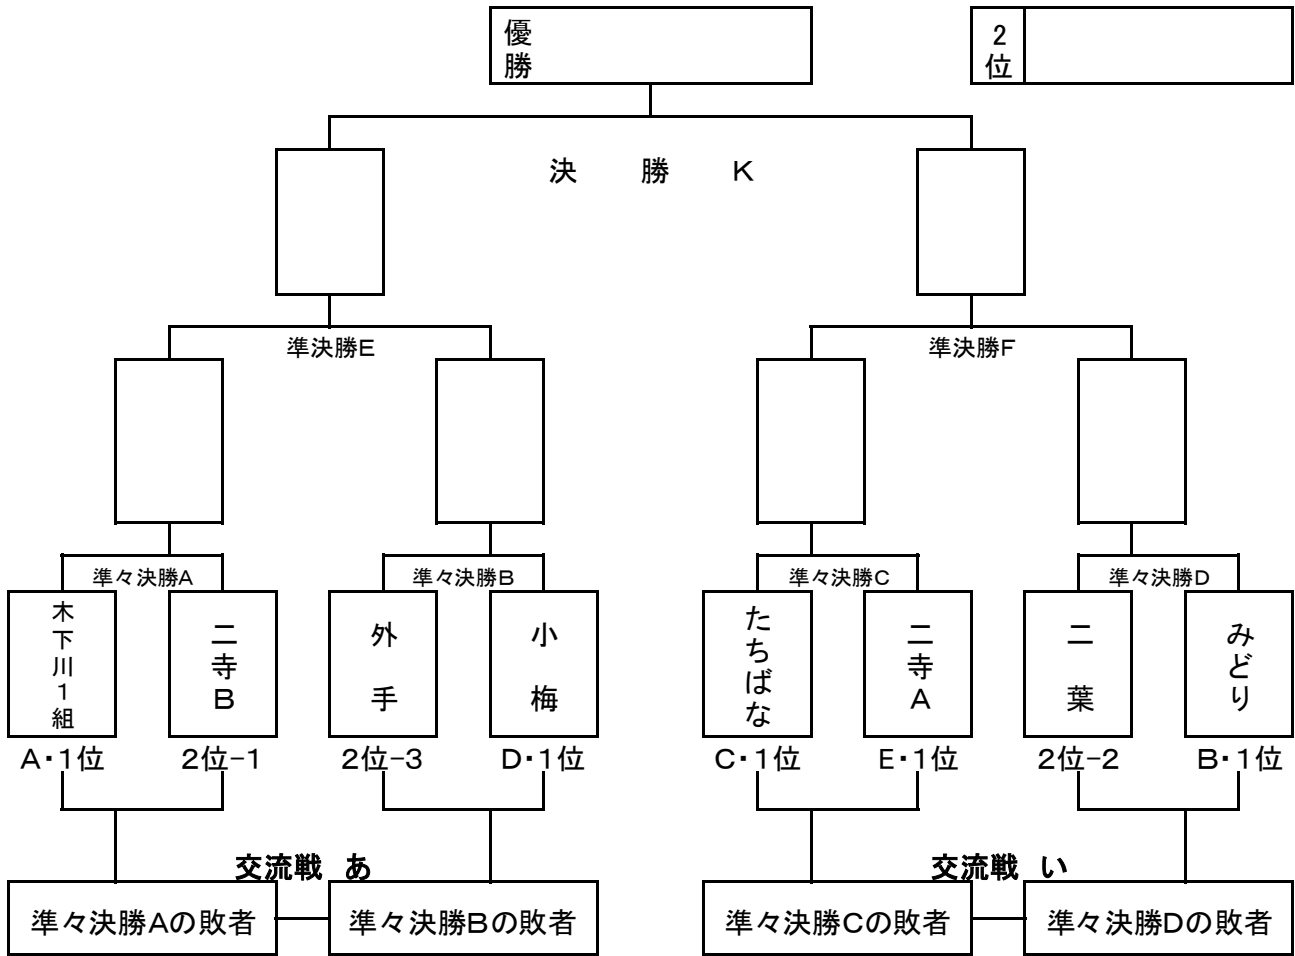 優勝
2位
決　勝　K
準決勝E
準決勝F
準々決勝A
準々決勝B
準々決勝C
準々決勝D
木下川１組
二寺B
外手
小梅
たちばな
二寺A
二葉
みどり
A・1位
2位-1
2位-3
D・1位
C・1位
E・1位
2位-2
B・1位
交流戦　あ
交流戦　い
準々決勝Aの敗者
準々決勝Bの敗者
準々決勝Cの敗者
準々決勝Dの敗者